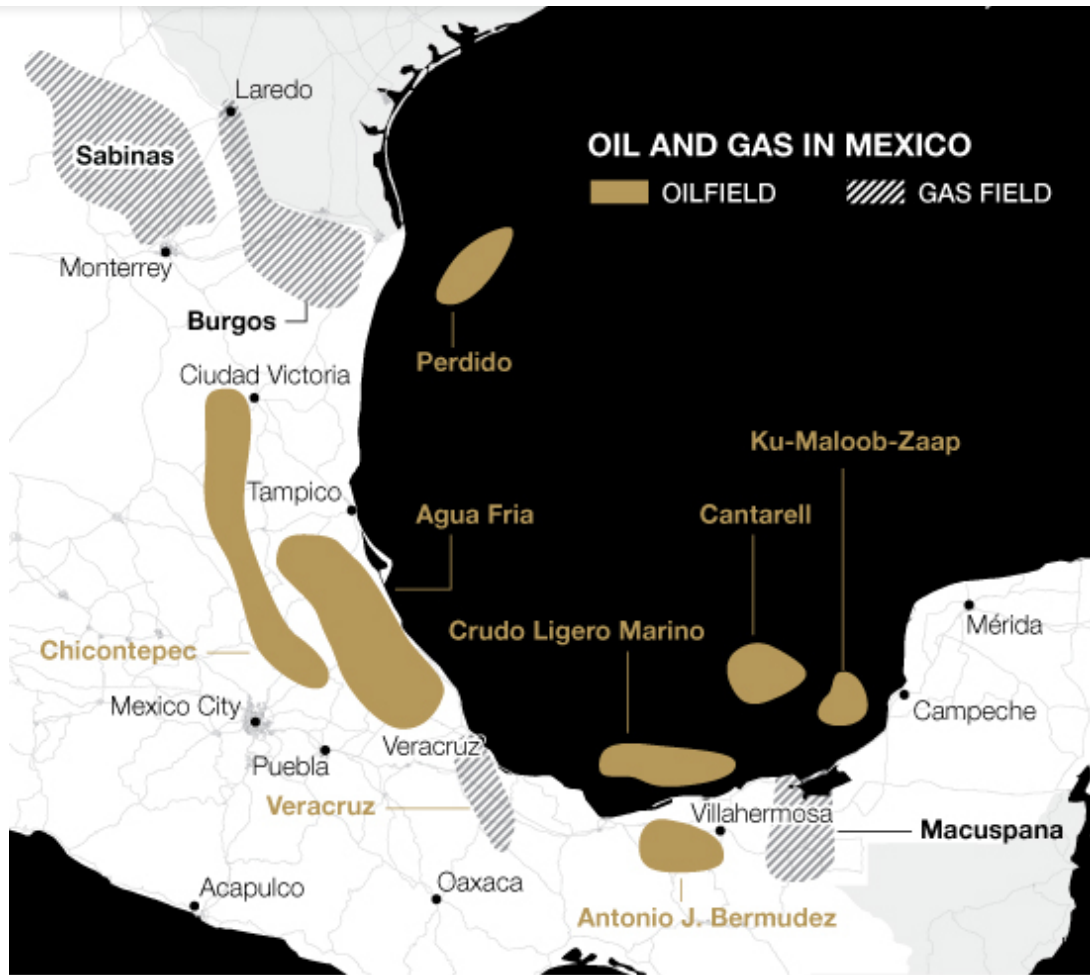 OIL AND GAS IN MEXICO
OILFIELD
GAS FIELD
Laredo
Sabinas
Monterrey
Burgos
Perdido
Ciudad Victoria
Ku-Maloob-Zaap
Tampico
Agua Fria
Cantarell
Mérida
Crudo Ligero Marino
Chicontepec
Mexico City
Campeche
Veracruz
Puebla
Veracruz
Villahermosa
Macuspana
Acapulco
Oaxaca
Antonio J. Bermudez